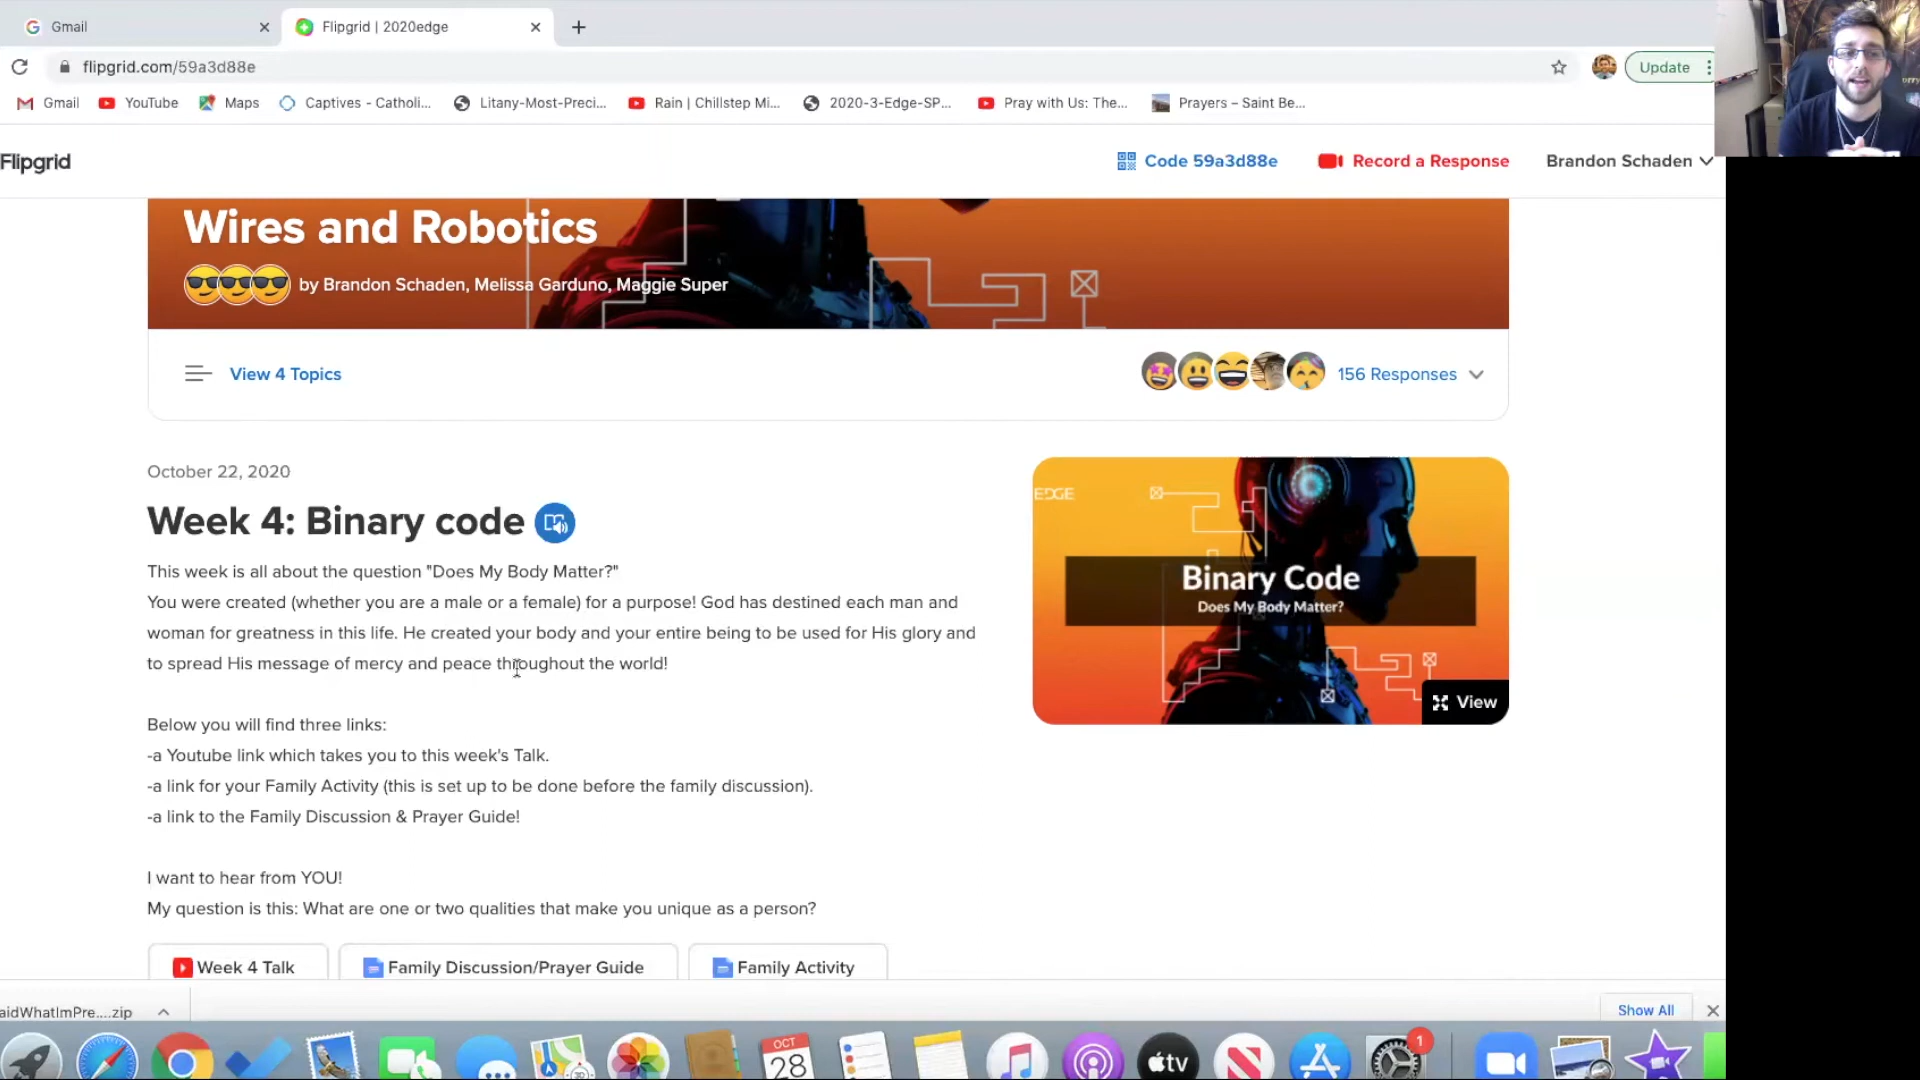 Gmail
Flipgrid | 2020edge
flipgrid.com/59a3d88e
Update
Gmail
YouTube
Maps
Captives - Catholi...
Litany-Most-Preci...
Rain | Chillstep Mi...
2020-3-Edge-SP...
Pray with Us: The...
Prayers – Saint Be...
Flipgrid
Code 59a3d88e
Record a Response
Brandon Schaden
Wires and Robotics
by Brandon Schaden, Melissa Garduno, Maggie Super
View 4 Topics
156 Responses
October 22, 2020
Week 4: Binary code
This week is all about the question "Does My Body Matter?"
You were created (whether you are a male or a female) for a purpose! God has destined each man and
woman for greatness in this life. He created your body and your entire being to be used for His glory and
to spread His message of mercy and peace throughout the world!
Below you will find three links:
-a Youtube link which takes you to this week's Talk.
-a link for your Family Activity (this is set up to be done before the family discussion).
-a link to the Family Discussion & Prayer Guide!
I want to hear from YOU!
My question is this: What are one or two qualities that make you unique as a person?
EDGE
Binary Code
Does My Body Matter?
View
Week 4 Talk
Family Discussion/Prayer Guide
Family Activity
aidWhatImPre....zip
Show All
OCT
28
tv
1